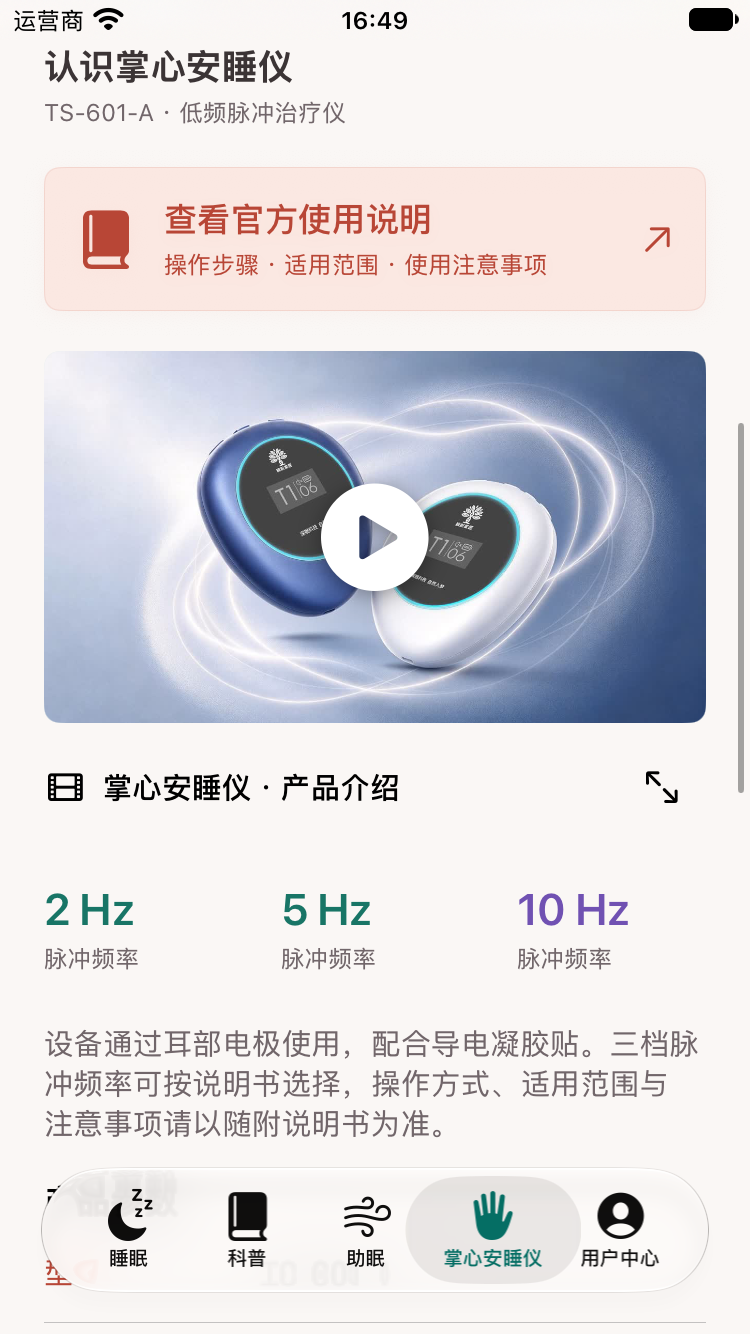 运营商
16:49
认识掌心安睡仪
TS-601-A · 低频脉冲治疗仪
查看官方使用说明
操作步骤 · 适用范围 · 使用注意事项
T1 06
T1 06
掌心安睡仪 · 产品介绍
2 Hz
5 Hz
10 Hz
脉冲频率
脉冲频率
脉冲频率
设备通过耳部电极使用，配合导电凝胶贴。三档脉
冲频率可按说明书选择，操作方式、适用范围与
注意事项请以随附说明书为准。
睡眠
科普
助眠
掌心安睡仪
用户中心